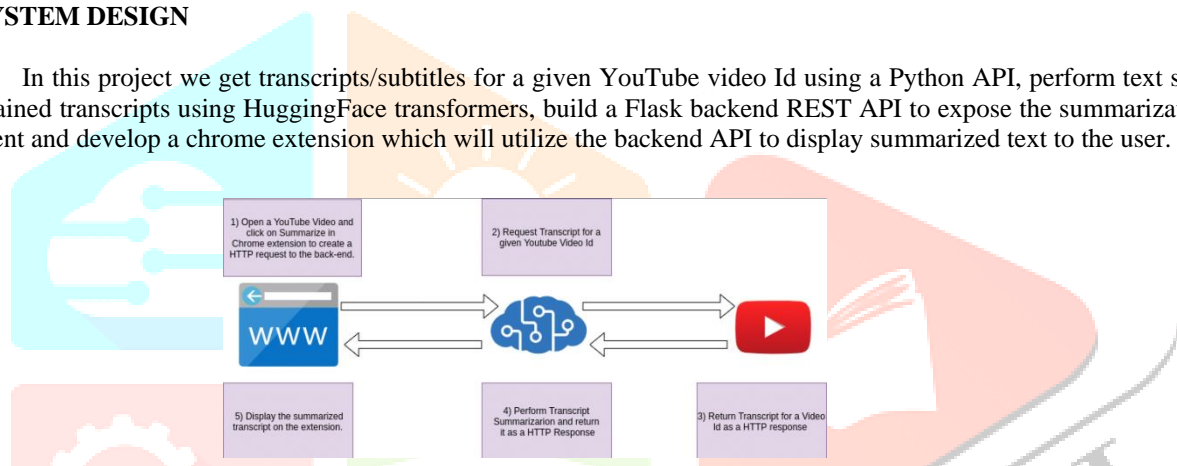 YSTEM DESIGN
In this project we get transcripts/subtitles for a given YouTube video Id using a Python API, perform text s
ained transcripts using HuggingFace transformers, build a Flask backend REST API to expose the summarizat
ent and develop a chrome extension which will utilize the backend API to display summarized text to the user.
1) Open a YouTube Video and
click on Summarize in
Chrome extension to create a
HTTP request to the back-end.
2) Request Transcript for a
given Youtube Video Id
WWW
5) Display the summarized
transcript on the extension.
4) Perform Transcript
Summarizarion and return
it as a HTTP Response
3) Return Transcript for a Video
Id as a HTTP response